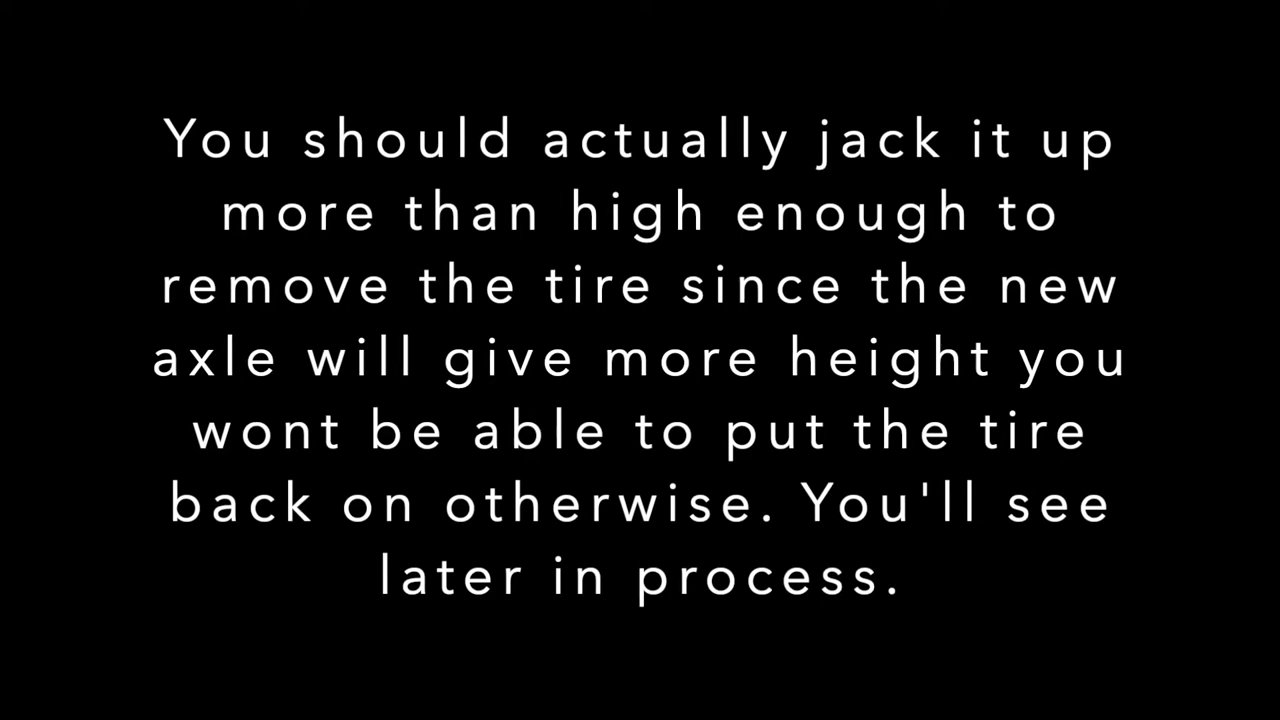 You should actually jack it up
more than high enough to
remove the tire since the new
axle will give more height you
wont be able to put the tire
back on otherwise. You'll see
later in process.